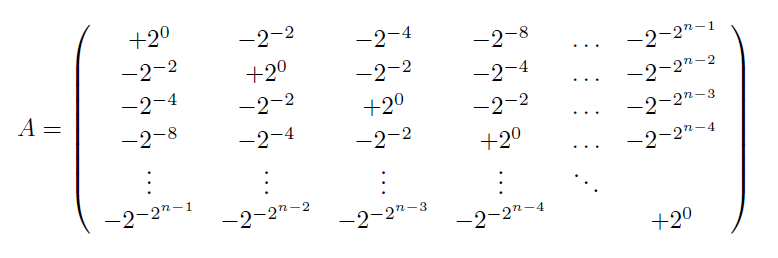 +2^0 −2^{−2} −2^{−4} −2^{−8} … −2^{−2^{n−1}}
−2^{−2} +2^0 −2^{−2} −2^{−4} … −2^{−2^{n−2}}
A = −2^{−4} −2^{−2} +2^0 −2^{−2} … −2^{−2^{n−3}}
−2^{−8} −2^{−4} −2^{−2} +2^0 … −2^{−2^{n−4}}
⋮ ⋮ ⋮ ⋮ ⋱
−2^{−2^{n−1}} −2^{−2^{n−2}} −2^{−2^{n−3}} −2^{−2^{n−4}} +2^0